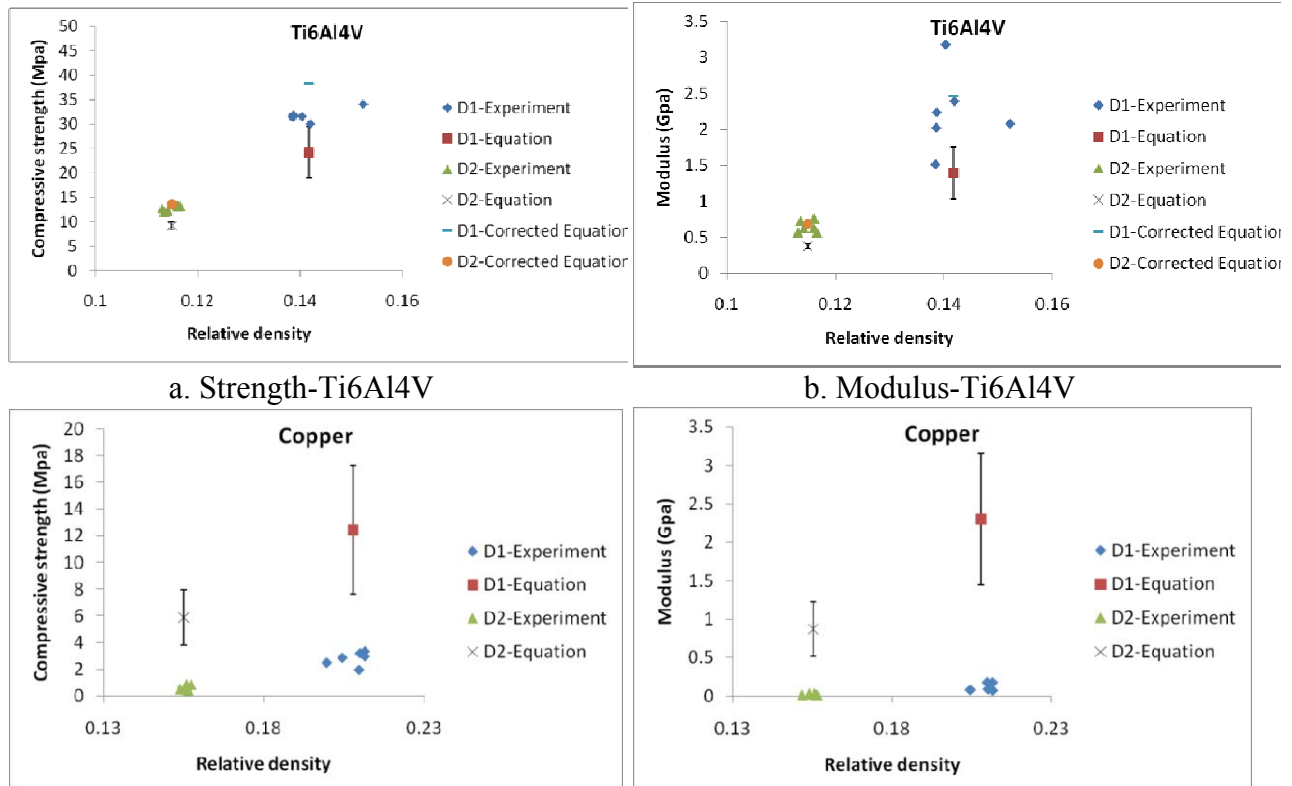 Ti6Al4V
Compressive strength (Mpa)
50
45
40
35
30
25
20
15
10
5
0
0.1 0.12 0.14 0.16
Relative density
D1-Experiment
D1-Equation
D2-Experiment
D2-Equation
D1-Corrected Equation
D2-Corrected Equation
a. Strength-Ti6Al4V
Ti6Al4V
Modulus (Gpa)
3.5
3
2.5
2
1.5
1
0.5
0
0.1 0.12 0.14 0.16
Relative density
D1-Experiment
D1-Equation
D2-Experiment
D2-Equation
D1-Corrected Equation
D2-Corrected Equation
b. Modulus-Ti6Al4V
Copper
Compressive strength (Mpa)
20
18
16
14
12
10
8
6
4
2
0
0.13 0.18 0.23
Relative density
D1-Experiment
D1-Equation
D2-Experiment
D2-Equation
Copper
Modulus (Gpa)
3.5
3
2.5
2
1.5
1
0.5
0
0.13 0.18 0.23
Relative density
D1-Experiment
D1-Equation
D2-Experiment
D2-Equation